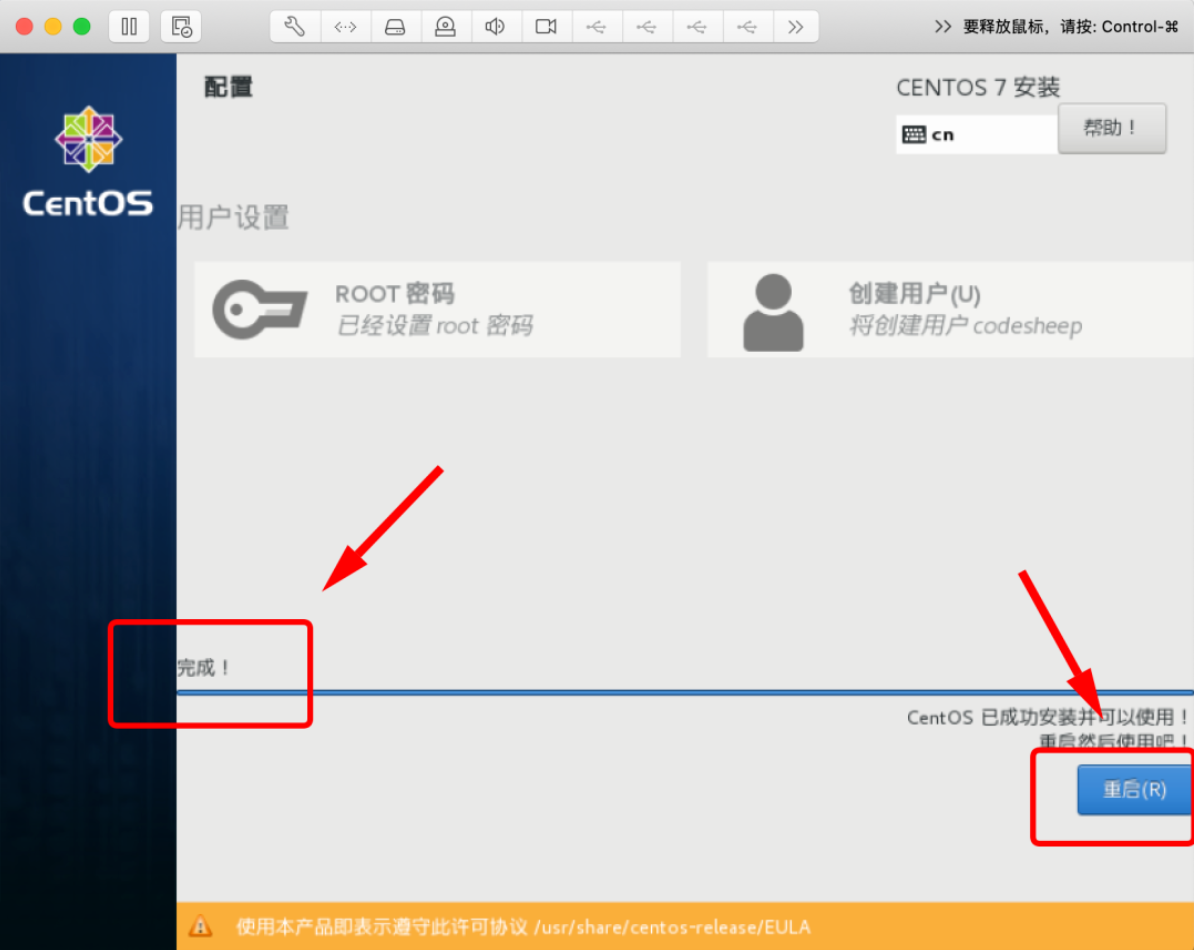 要释放鼠标，请按: Control-⌘
配置
CENTOS 7 安装
cn
帮助！
CentOS
用户设置
ROOT 密码
已经设置 root 密码
创建用户(U)
将创建用户 codesheep
完成！
CentOS 已成功安装并可以使用！
重启然后使用吧！
重启(R)
使用本产品即表示遵守此许可协议 /usr/share/centos-release/EULA